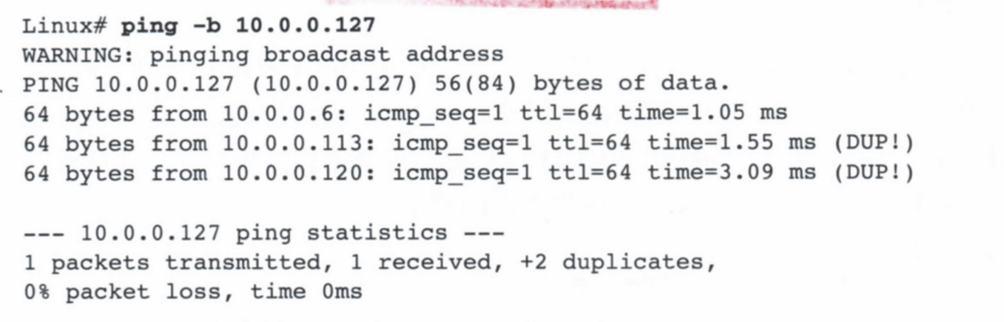 Linux# ping -b 10.0.0.127
WARNING: pinging broadcast address
PING 10.0.0.127 (10.0.0.127) 56(84) bytes of data.
64 bytes from 10.0.0.6: icmp_seq=1 ttl=64 time=1.05 ms
64 bytes from 10.0.0.113: icmp_seq=1 ttl=64 time=1.55 ms (DUP!)
64 bytes from 10.0.0.120: icmp_seq=1 ttl=64 time=3.09 ms (DUP!)
--- 10.0.0.127 ping statistics ---
1 packets transmitted, 1 received, +2 duplicates,
0% packet loss, time 0ms